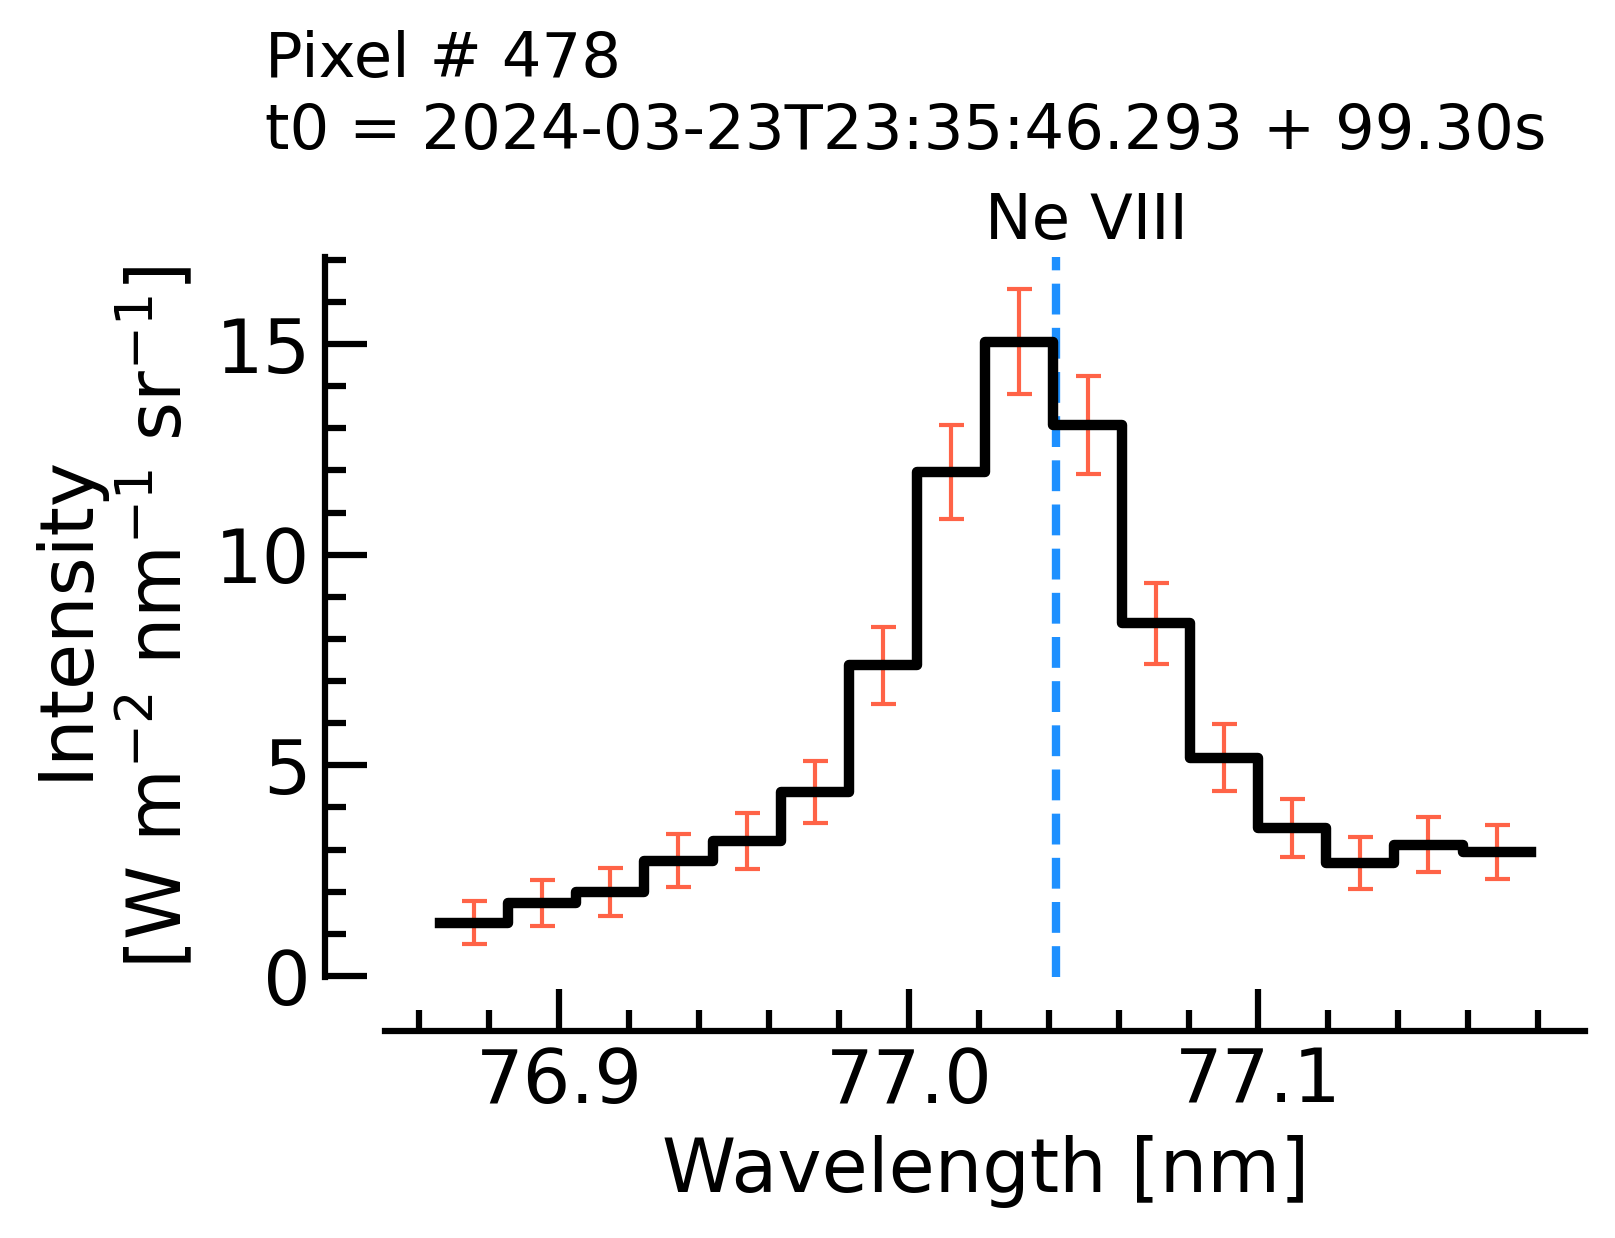 Pixel # 478
t0 = 2024-03-23T23:35:46.293 + 99.30s
Ne VIII
Intensity
[W m⁻² nm⁻¹ sr⁻¹]
15
10
5
0
76.9 77.0 77.1
Wavelength [nm]